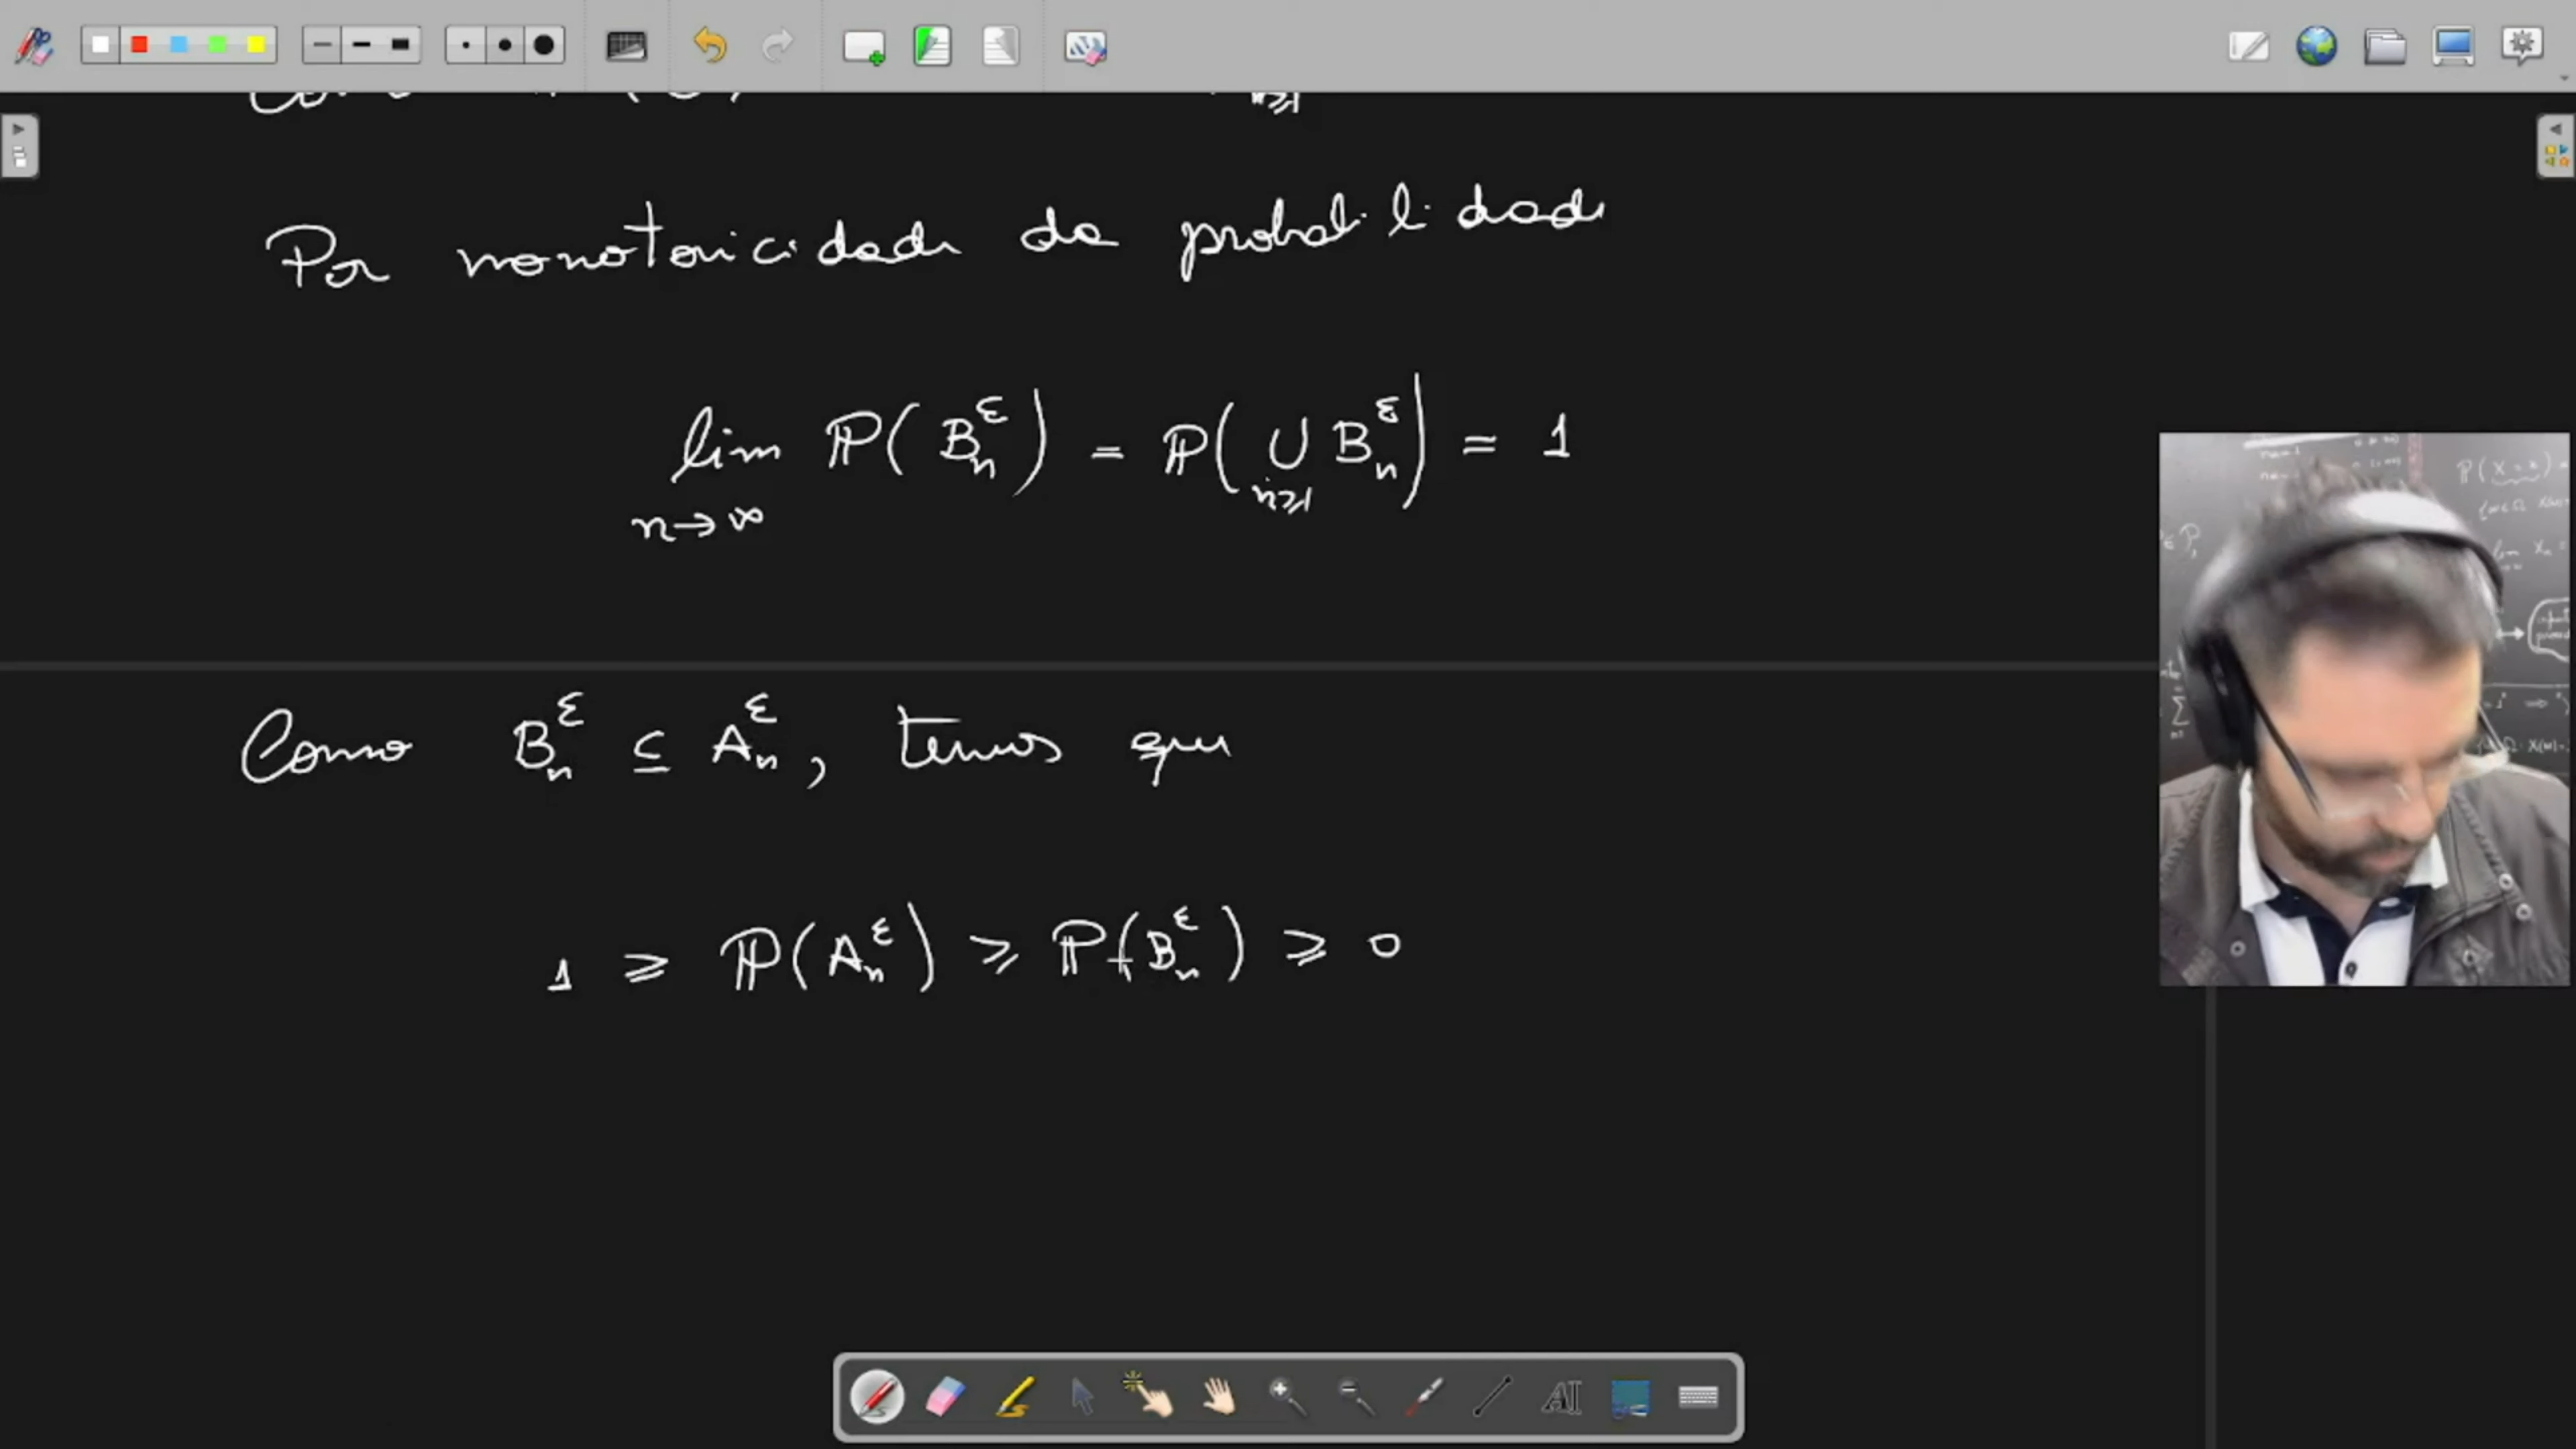 Por monotonicidade da probabilidade
lim P( B_n^ε ) = P( ∪ B_n^ε ) = 1
n→∞ n≥1
Como B_n^ε ⊆ A_n^ε, temos que
1 ≥ P(A_n^ε) ≥ P(B_n^ε) ≥ 0